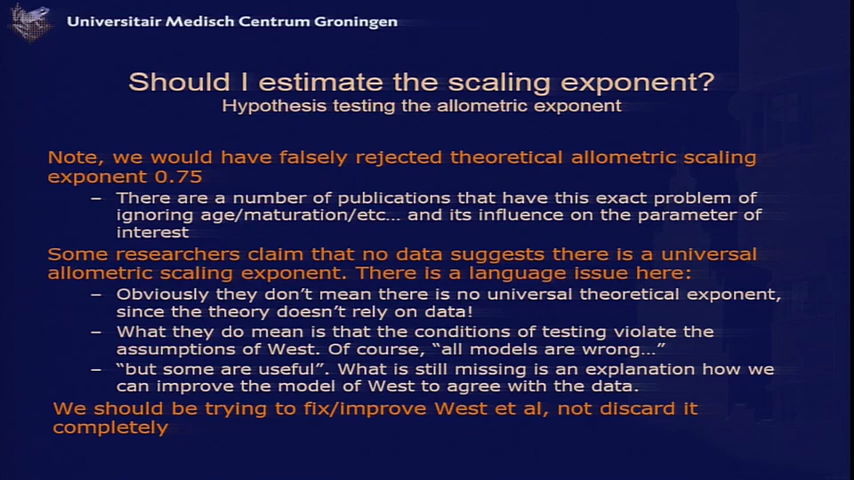 Universitair Medisch Centrum Groningen
Should I estimate the scaling exponent?
Hypothesis testing the allometric exponent
Note, we would have falsely rejected theoretical allometric scaling
exponent 0.75
– There are a number of publications that have this exact problem of
ignoring age/maturation/etc... and its influence on the parameter of
interest
Some researchers claim that no data suggests there is a universal
allometric scaling exponent. There is a language issue here:
– Obviously they don't mean there is no universal theoretical exponent,
since the theory doesn't rely on data!
– What they do mean is that the conditions of testing violate the
assumptions of West. Of course, “all models are wrong...”
– “but some are useful”. What is still missing is an explanation how we
can improve the model of West to agree with the data.
We should be trying to fix/improve West et al, not discard it
completely